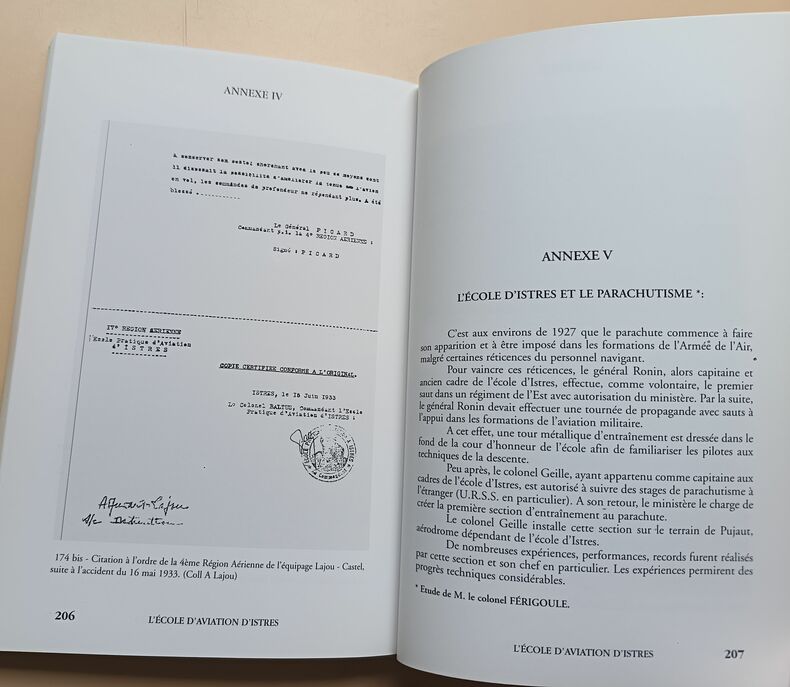 ANNEXE IV
A conserver son sestel cherchant avec le peu de moyens dont
il disposait la possibilité d'améliorer la tenue de l'avion
en vol, les commandes de profondeur ne répondant plus. A été
blessé.-----------
Le Général P I C A R D
Commandant p.i. la 4° REGION AERIENNE :
Signé : P I C A R D
IV° REGION AERIENNE
Ecole Pratique d'Aviation
d' I S T R E S
COPIE CERTIFIEE CONFORME A L'ORIGINAL.
ISTRES, le 15 Juin 1933
Le Colonel BALTUS, Commandant l'Ecole
Pratique d'Aviation d'ISTRES :
174 bis - Citation à l'ordre de la 4ème Région Aérienne de l'équipage Lajou - Castel.
suite à l'accident du 16 mai 1933. (Coll A Lajou)
206
L'ÉCOLE D'AVIATION D'ISTRES
ANNEXE V
L'ÉCOLE D'ISTRES ET LE PARACHUTISME *:
C'est aux environs de 1927 que le parachute commence à faire
son apparition et à être imposé dans les formations de l'Armée de l'Air,
malgré certaines réticences du personnel navigant.
Pour vaincre ces réticences, le général Ronin, alors capitaine et
ancien cadre de l'école d'Istres, effectue, comme volontaire, le premier
saut dans un régiment de l'Est avec autorisation du ministère. Par la suite,
le général Ronin devait effectuer une tournée de propagande avec sauts à
l'appui dans les formations de l'aviation militaire.
A cet effet, une tour métallique d'entraînement est dressée dans le
fond de la cour d'honneur de l'école afin de familiariser les pilotes aux
techniques de la descente.
Peu après, le colonel Geille, ayant appartenu comme capitaine aux
cadres de l'école d'Istres, est autorisé à suivre des stages de parachutisme à
l'étranger (U.R.S.S. en particulier). A son retour, le ministère le charge de
créer la première section d'entraînement au parachute.
Le colonel Geille installe cette section sur le terrain de Pujaut,
aérodrome dépendant de l'école d'Istres.
De nombreuses expériences, performances, records furent réalisés
par cette section et son chef en particulier. Les expériences permirent des
progrès techniques considérables.
* Etude de M. le colonel FÉRIGOULE.
L'ÉCOLE D'AVIATION D'ISTRES
207